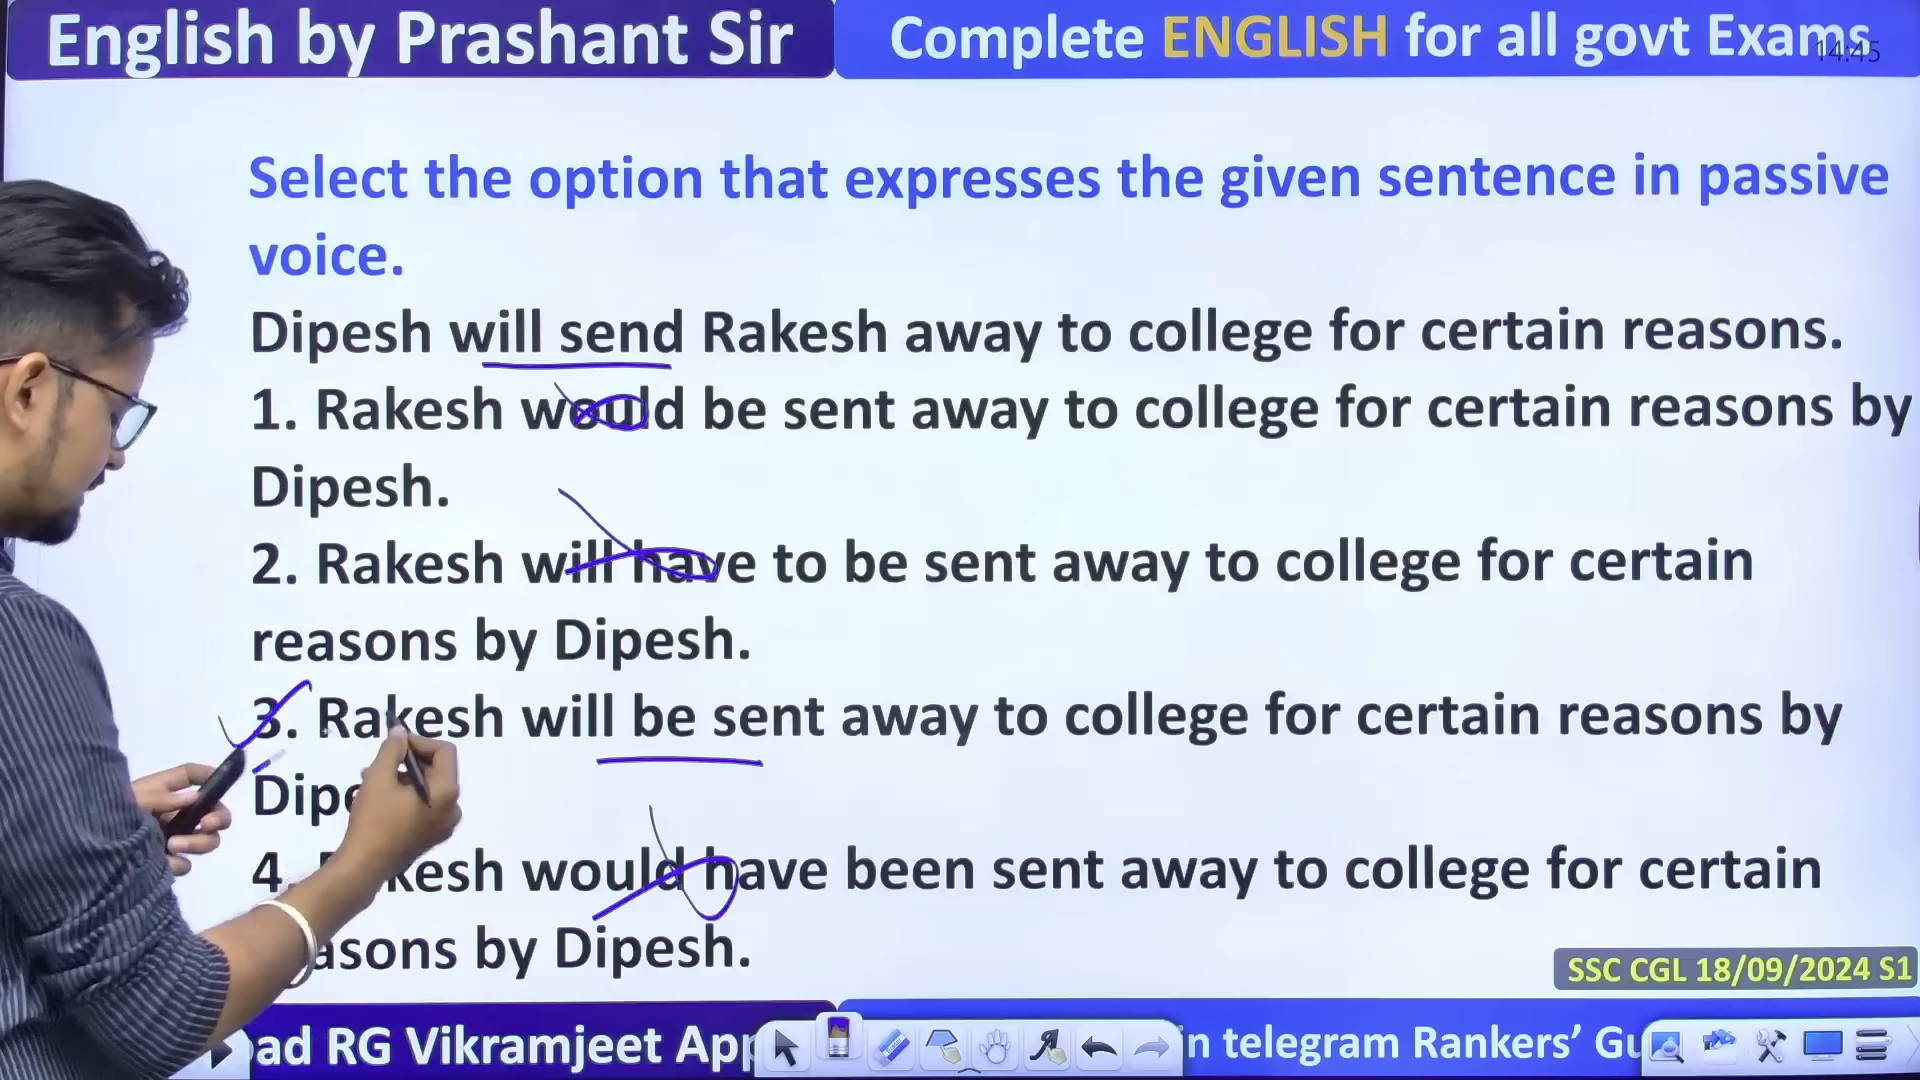 English by Prashant Sir
Complete ENGLISH for all govt Exams
14:45
Select the option that expresses the given sentence in passive
voice.
Dipesh will send Rakesh away to college for certain reasons.
1. Rakesh would be sent away to college for certain reasons by
Dipesh.
2. Rakesh will have to be sent away to college for certain
reasons by Dipesh.
3. Rakesh will be sent away to college for certain reasons by
Dipe
4. kesh would have been sent away to college for certain
asons by Dipesh.
SSC CGL 18/09/2024 S1
ad RG Vikramjeet App
in telegram Rankers’ Gu